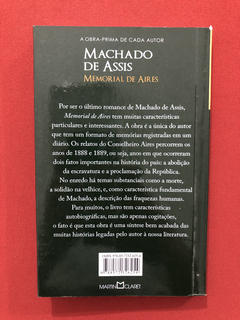 A OBRA-PRIMA DE CADA AUTOR
MACHADO
DE ASSIS
MEMORIAL DE AIRES
Por ser o último romance de Machado de Assis,
Memorial de Aires tem muitas características
particulares e interessantes. A obra é a única do autor
que tem um formato de memórias registradas em um
diário. Os relatos do Conselheiro Aires percorrem os
anos de 1888 e 1889, ou seja, anos em que ocorreram
dois fatos importantes na história do país: a abolição
da escravatura e a proclamação da República.
No enredo há temas substanciais como a morte,
a solidão na velhice, e, como característica fundamental
de Machado, a descrição das fraquezas humanas.
Para muitos, o livro tem características
autobiográficas, mas são apenas cogitações,
o fato é que esta obra é uma síntese bem acabada das
muitas histórias legadas pelo autor à nossa literatura.
MARTIN CLARET